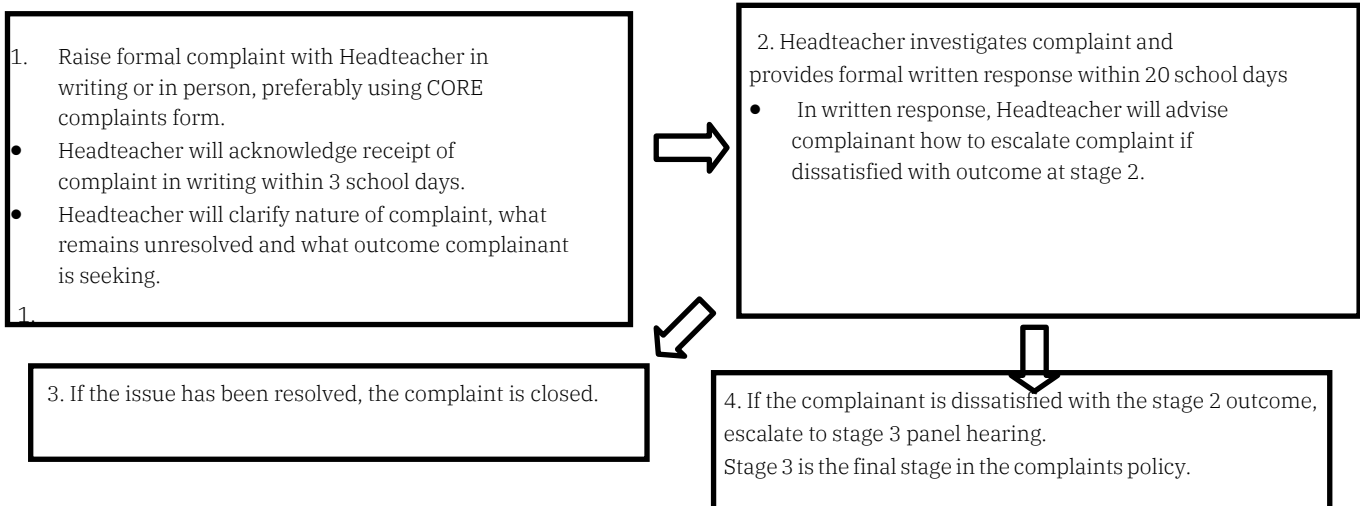 1. Raise formal complaint with Headteacher in
writing or in person, preferably using CORE
complaints form.
• Headteacher will acknowledge receipt of
complaint in writing within 3 school days.
• Headteacher will clarify nature of complaint, what
remains unresolved and what outcome complainant
is seeking.
1.
2. Headteacher investigates complaint and
provides formal written response within 20 school days
• In written response, Headteacher will advise
complainant how to escalate complaint if
dissatisfied with outcome at stage 2.
3. If the issue has been resolved, the complaint is closed.
4. If the complainant is dissatisfied with the stage 2 outcome,
escalate to stage 3 panel hearing.
Stage 3 is the final stage in the complaints policy.